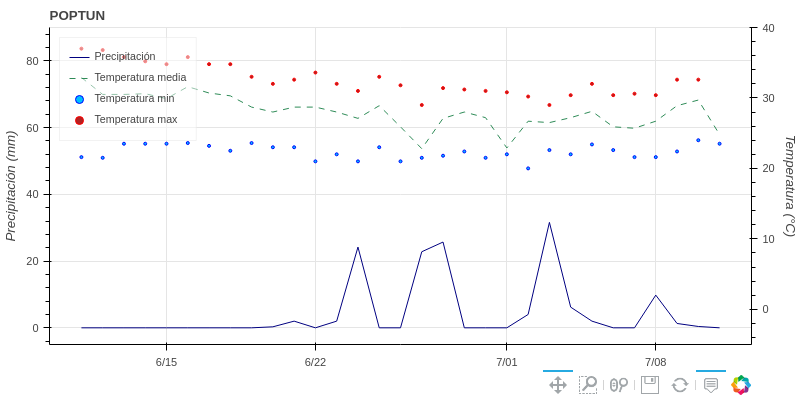 POPTUN
Precipitación
Temperatura media
Temperatura min
Temperatura max
Precipitación (mm)
80
60
40
20
0
Temperatura (°C)
40
30
20
10
0
6/15
6/22
7/01
7/08